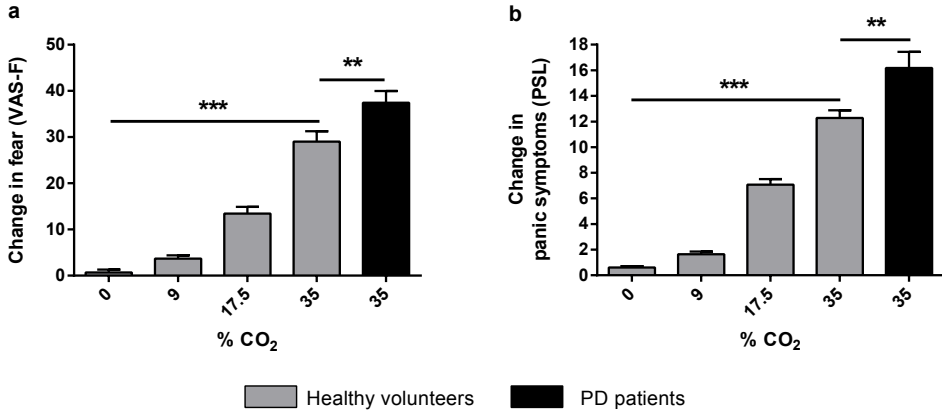 a
Change in fear (VAS-F)
50
40
30
20
10
0
***
**
0 9 17.5 35 35
% CO₂
b
Change in
panic symptoms (PSL)
18
16
14
12
10
8
6
4
2
0
***
**
0 9 17.5 35 35
% CO₂
Healthy volunteers PD patients